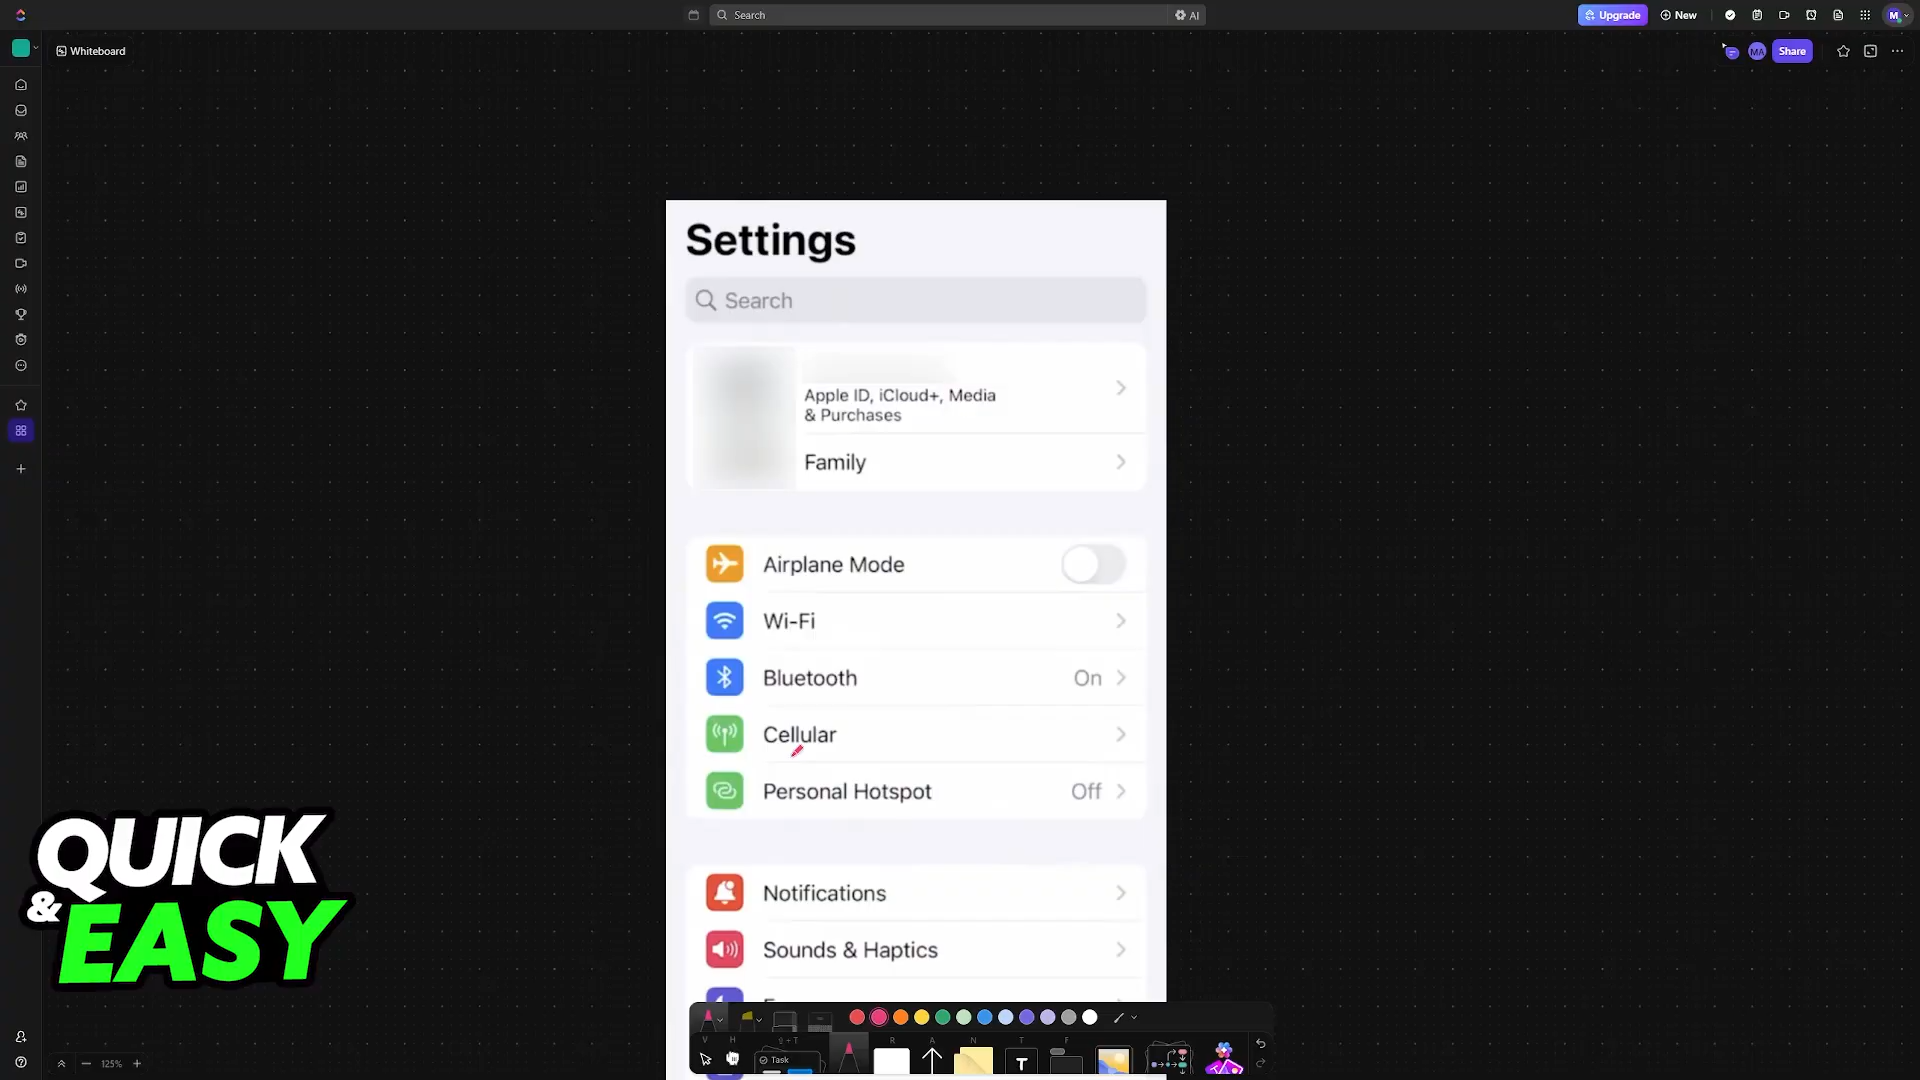 Search
AI
Upgrade
New
M
Whiteboard
MA
Share
Settings
Search
Apple ID, iCloud+, Media
& Purchases
Family
Airplane Mode
Wi-Fi
Bluetooth On
Cellular
Personal Hotspot Off
Notifications
Sounds & Haptics
QUICK
& EASY
V H ⇧+T R A N T F
Task
T
125%